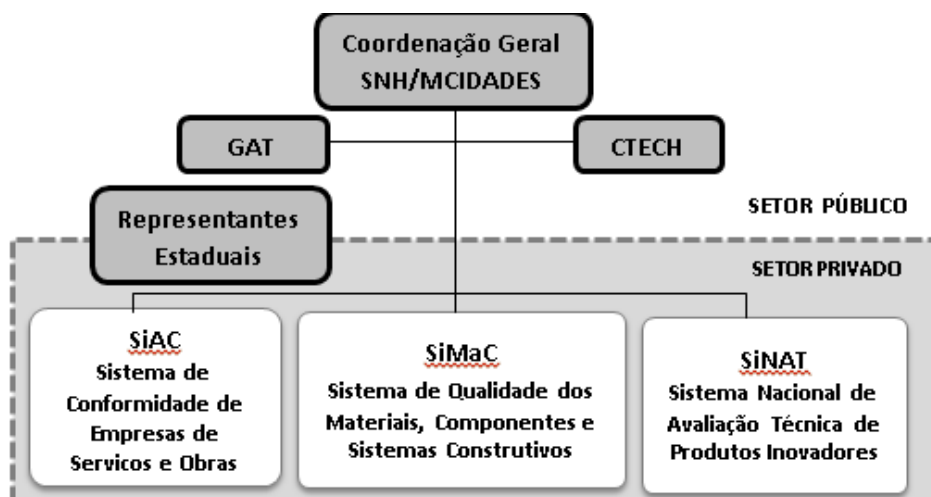 Coordenação Geral
SNH/MCIDADES
GAT
CTECH
Representantes
Estaduais
SETOR PÚBLICO
SETOR PRIVADO
SiAC
Sistema de
Conformidade de
Empresas de
Servicos e Obras
SiMaC
Sistema de Qualidade dos
Materiais, Componentes e
Sistemas Construtivos
SiNAT
Sistema Nacional de
Avaliação Técnica de
Produtos Inovadores